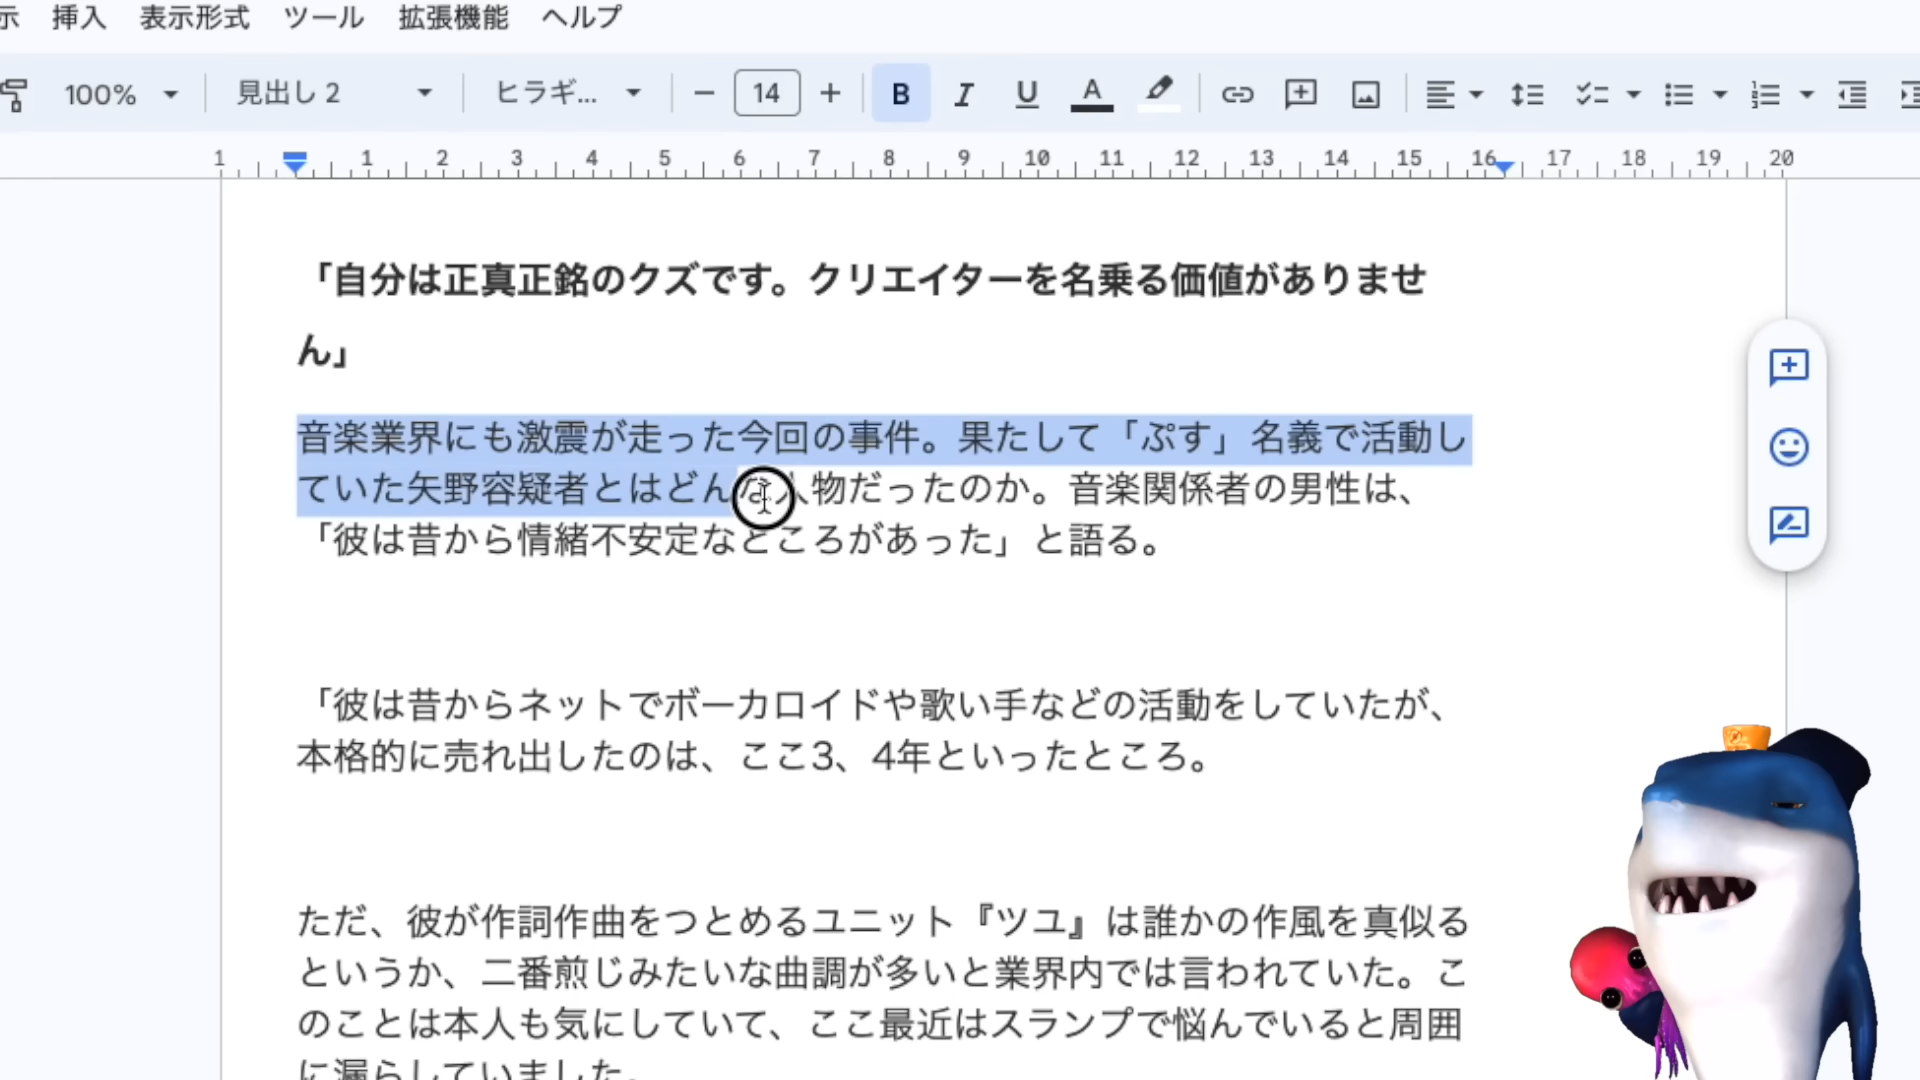 示 挿入 表示形式 ツール 拡張機能 ヘルプ
100% 見出し 2 ヒラギ... − 14 + B I U A
1 1 2 3 4 5 6 7 8 9 10 11 12 13 14 15 16 17 18 19 20
「自分は正真正銘のクズです。クリエイターを名乗る価値がありませ
ん」
音楽業界にも激震が走った今回の事件。果たして「ぷす」名義で活動し
ていた矢野容疑者とはどんな人物だったのか。音楽関係者の男性は、
「彼は昔から情緒不安定なところがあった」と語る。
「彼は昔からネットでボーカロイドや歌い手などの活動をしていたが、
本格的に売れ出したのは、ここ3、4年といったところ。
ただ、彼が作詞作曲をつとめるユニット『ツユ』は誰かの作風を真似る
というか、二番煎じみたいな曲調が多いと業界内では言われていた。こ
のことは本人も気にしていて、ここ最近はスランプで悩んでいると周囲
に漏らしていました。